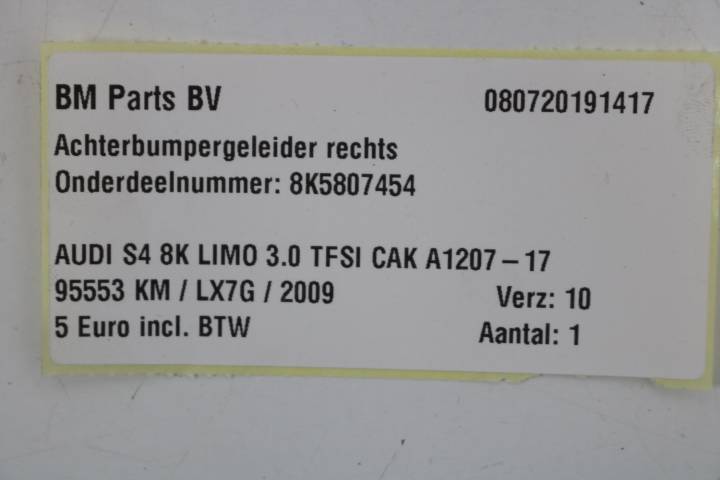 BM Parts BV 080720191417
Achterbumpergeleider rechts
Onderdeelnummer: 8K5807454
AUDI S4 8K LIMO 3.0 TFSI CAK A1207 – 17
95553 KM / LX7G / 2009 Verz: 10
5 Euro incl. BTW Aantal: 1